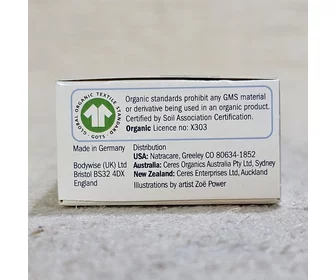 GLOBAL ORGANIC TEXTILE STANDARD
GOTS
Organic standards prohibit any GMS material
or derivative being used in an organic product.
Certified by Soil Association Certification.
Organic Licence no: X303
Made in Germany
Bodywise (UK) Ltd
Bristol BS32 4DX
England
Distribution
USA: Natracare, Greeley CO 80634-1852
Australia: Ceres Organics Australia Pty Ltd, Sydney
New Zealand: Ceres Enterprises Ltd, Auckland
Illustrations by artist Zoë Power